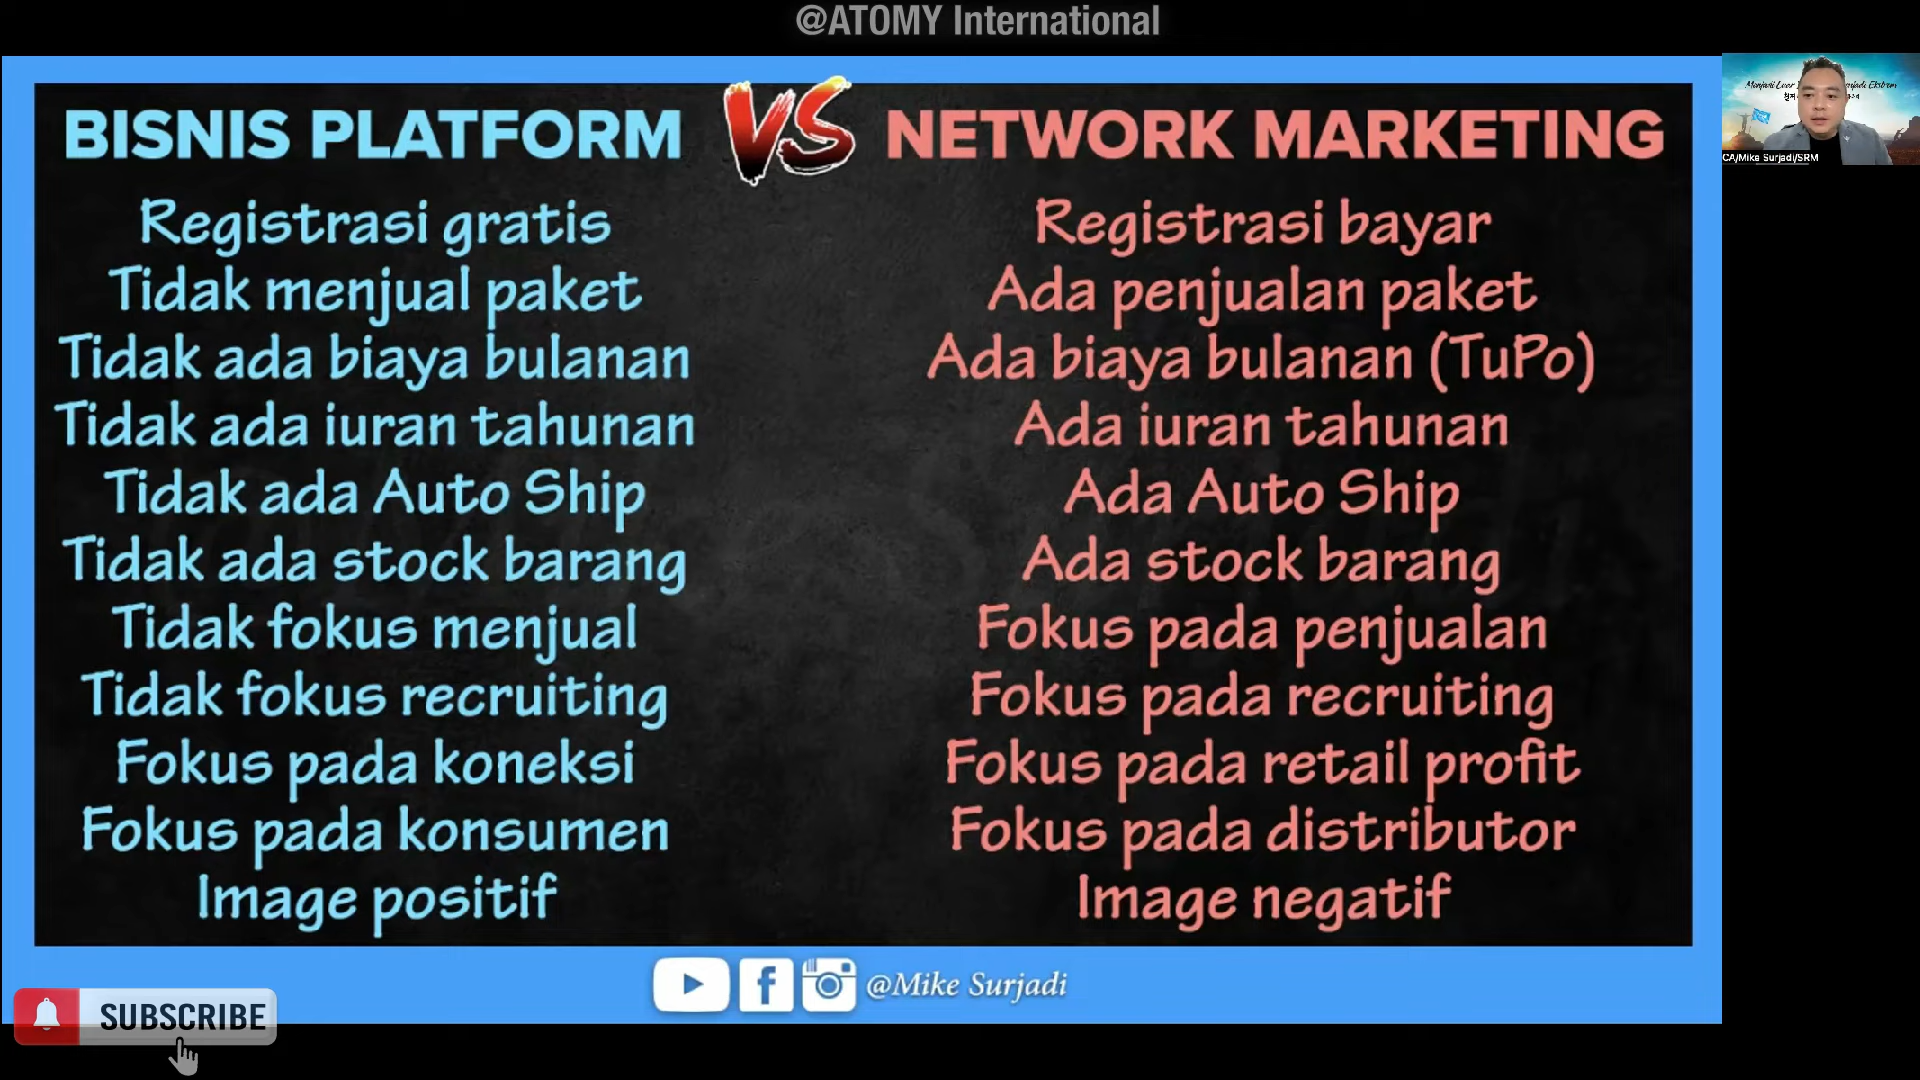 @ATOMY International
BISNIS PLATFORM VS NETWORK MARKETING
Registrasi gratis
Registrasi bayar
Tidak menjual paket
Ada penjualan paket
Tidak ada biaya bulanan
Ada biaya bulanan (TuPo)
Tidak ada iuran tahunan
Ada iuran tahunan
Tidak ada Auto Ship
Ada Auto Ship
Tidak ada stock barang
Ada stock barang
Tidak fokus menjual
Fokus pada penjualan
Tidak fokus recruiting
Fokus pada recruiting
Fokus pada koneksi
Fokus pada retail profit
Fokus pada konsumen
Fokus pada distributor
Image positif
Image negatif
@Mike Surjadi
SUBSCRIBE
Menjadi Luar
Ekstrem
CA/Mike Surjadi/SRM